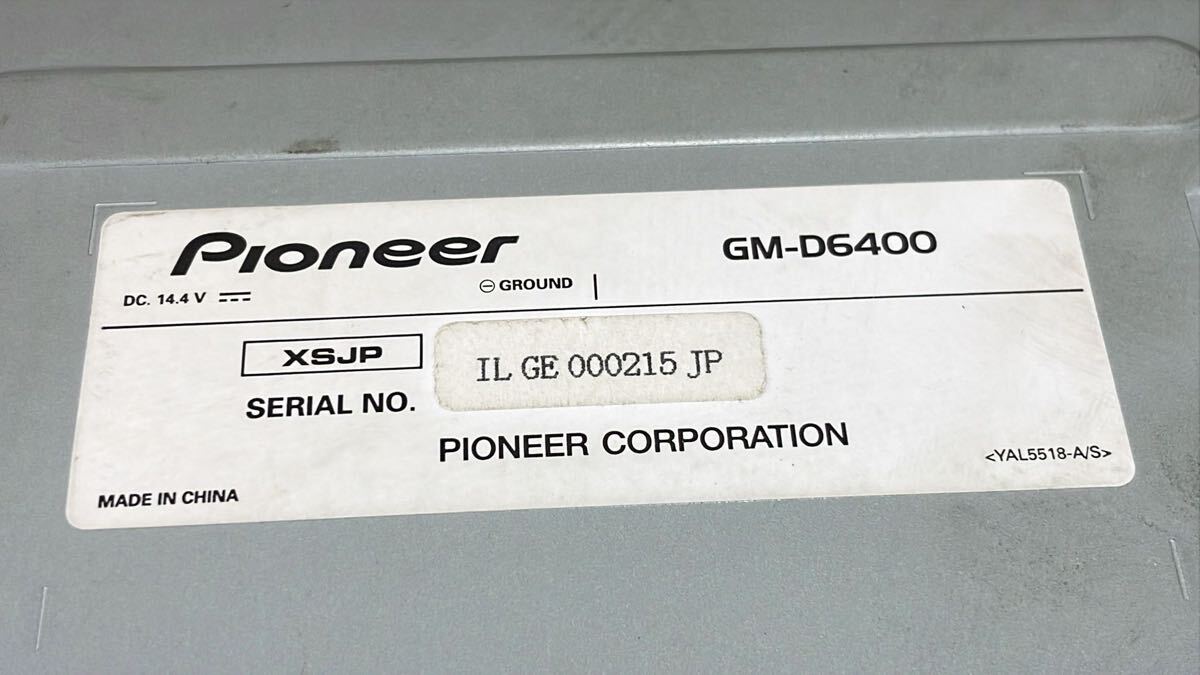 Pioneer GM-D6400
DC. 14.4 V ⊖ GROUND
XSJP
SERIAL NO. IL GE 000215 JP
PIONEER CORPORATION
<YAL5518-A/S>
MADE IN CHINA